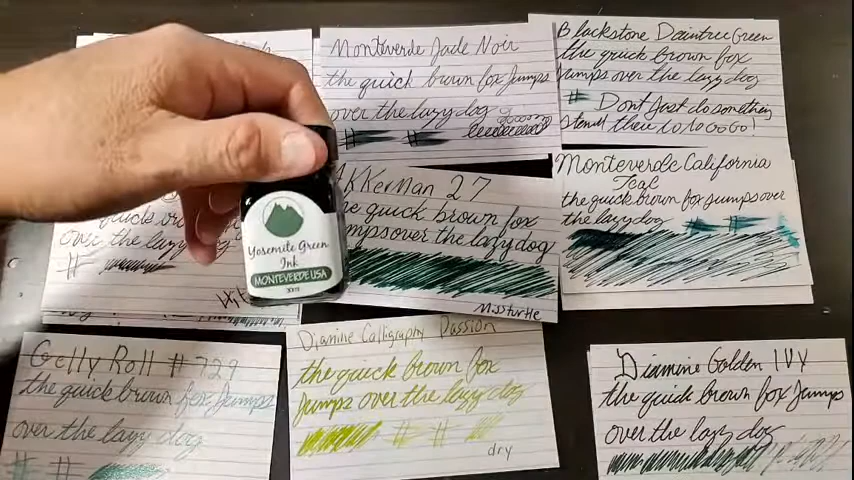 Monteverde Jade Noir
the quick brown fox Jumps
over the lazy dog
Blackstone Daintree Green
the quick brown fox
Jumps over the lazy dog
Dont Just do something
Yosemite Green
Ink
MONTEVERDE USA
30ml
AKKerMan 27
the quick brown fox
Jumps over the lazy dog
MissTurtle
Monteverde California
Teal
the quick brown fox Jumps over
the lazy dog
over the lazy
Gelly Roll # 729
the quick brown fox Jumps
over the lazy dog
Diamine Calligraphy Passion
the quick brown fox
Jumps over the lazy dog
dry
Diamine Golden IVY
the quick brown fox Jumps
over the lazy dog